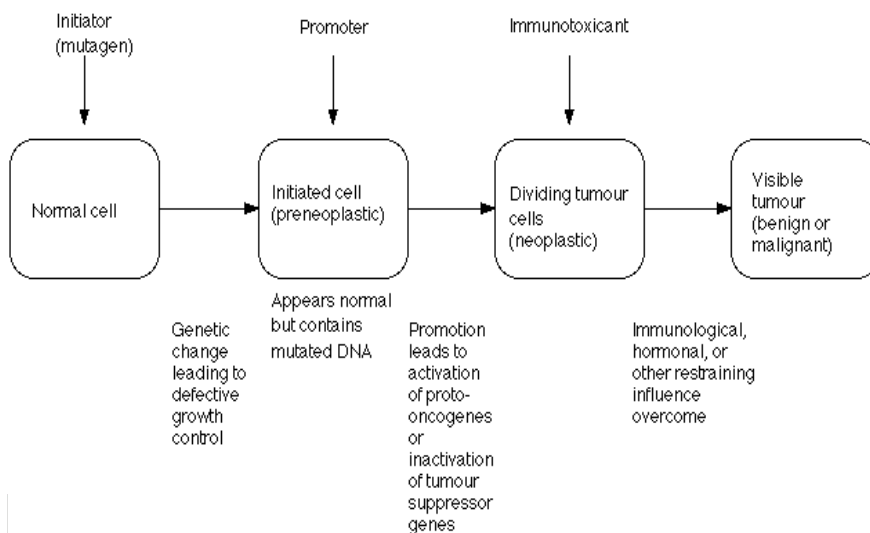 Initiator
(mutagen)
Promoter
Immunotoxicant
Normal cell
Initiated cell
(preneoplastic)
Dividing tumour
cells
(neoplastic)
Visible
tumour
(benign or
malignant)
Genetic
change
leading to
defective
growth
control
Appears normal
but contains
mutated DNA
Promotion
leads to
activation
of proto-
oncogenes
or
inactivation
of tumour
suppressor
genes
Immunological,
hormonal, or
other restraining
influence
overcome